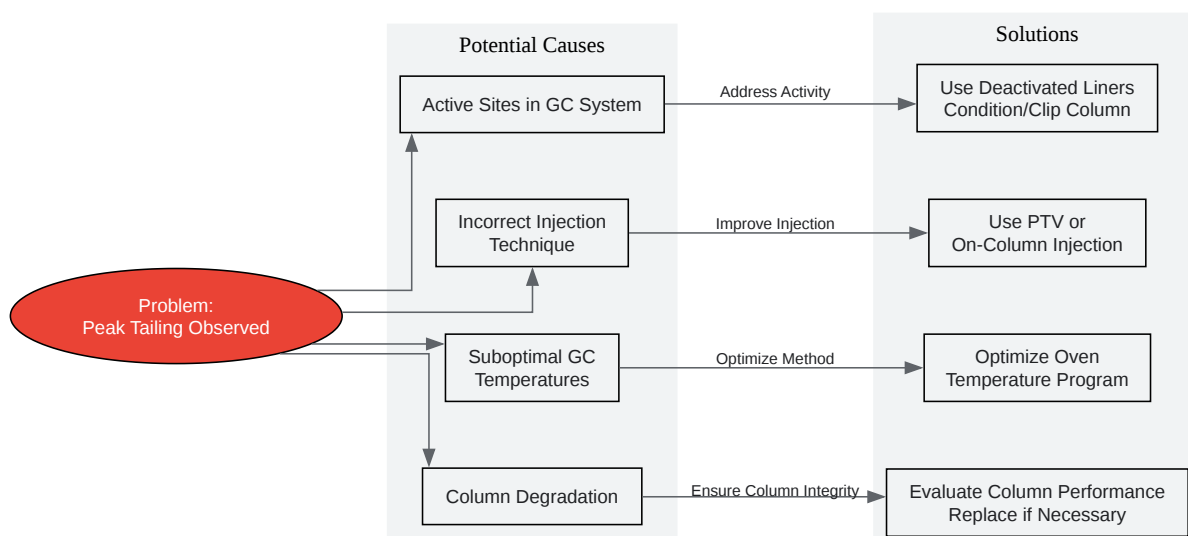 Potential Causes
Solutions
Active Sites in GC System
Address Activity
Use Deactivated Liners
Condition/Clip Column
Incorrect Injection
Technique
Improve Injection
Use PTV or
On-Column Injection
Problem:
Peak Tailing Observed
Suboptimal GC
Temperatures
Optimize Method
Optimize Oven
Temperature Program
Column Degradation
Ensure Column Integrity
Evaluate Column Performance
Replace if Necessary